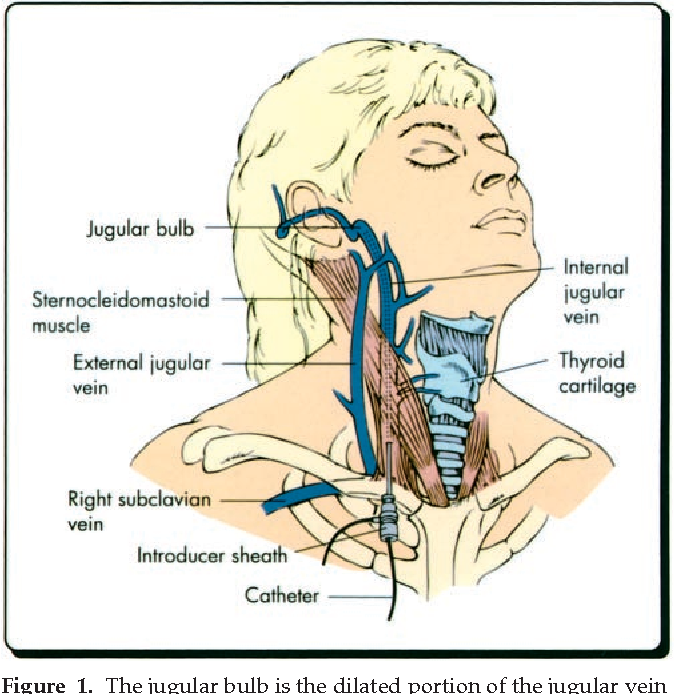 Jugular bulb
Sternocleidomastoid
muscle
External jugular
vein
Right subclavian
vein
Introducer sheath
Catheter
Internal
jugular
vein
Thyroid
cartilage
Figure 1. The jugular bulb is the dilated portion of the jugular vein